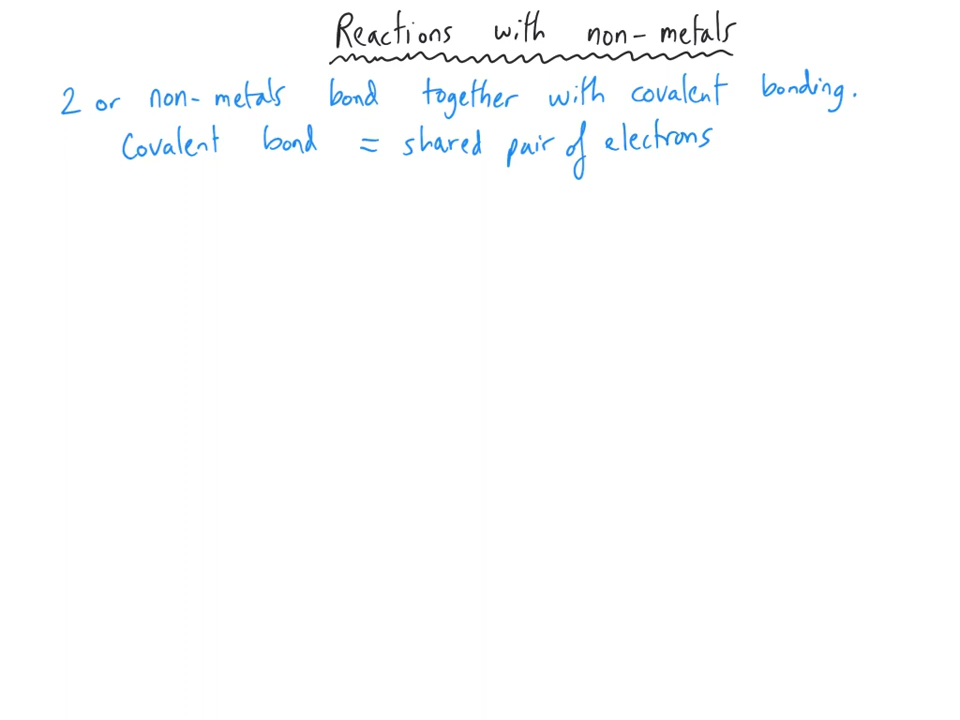 Reactions with non-metals
2 or non-metals bond together with covalent bonding.
Covalent bond = shared pair of electrons